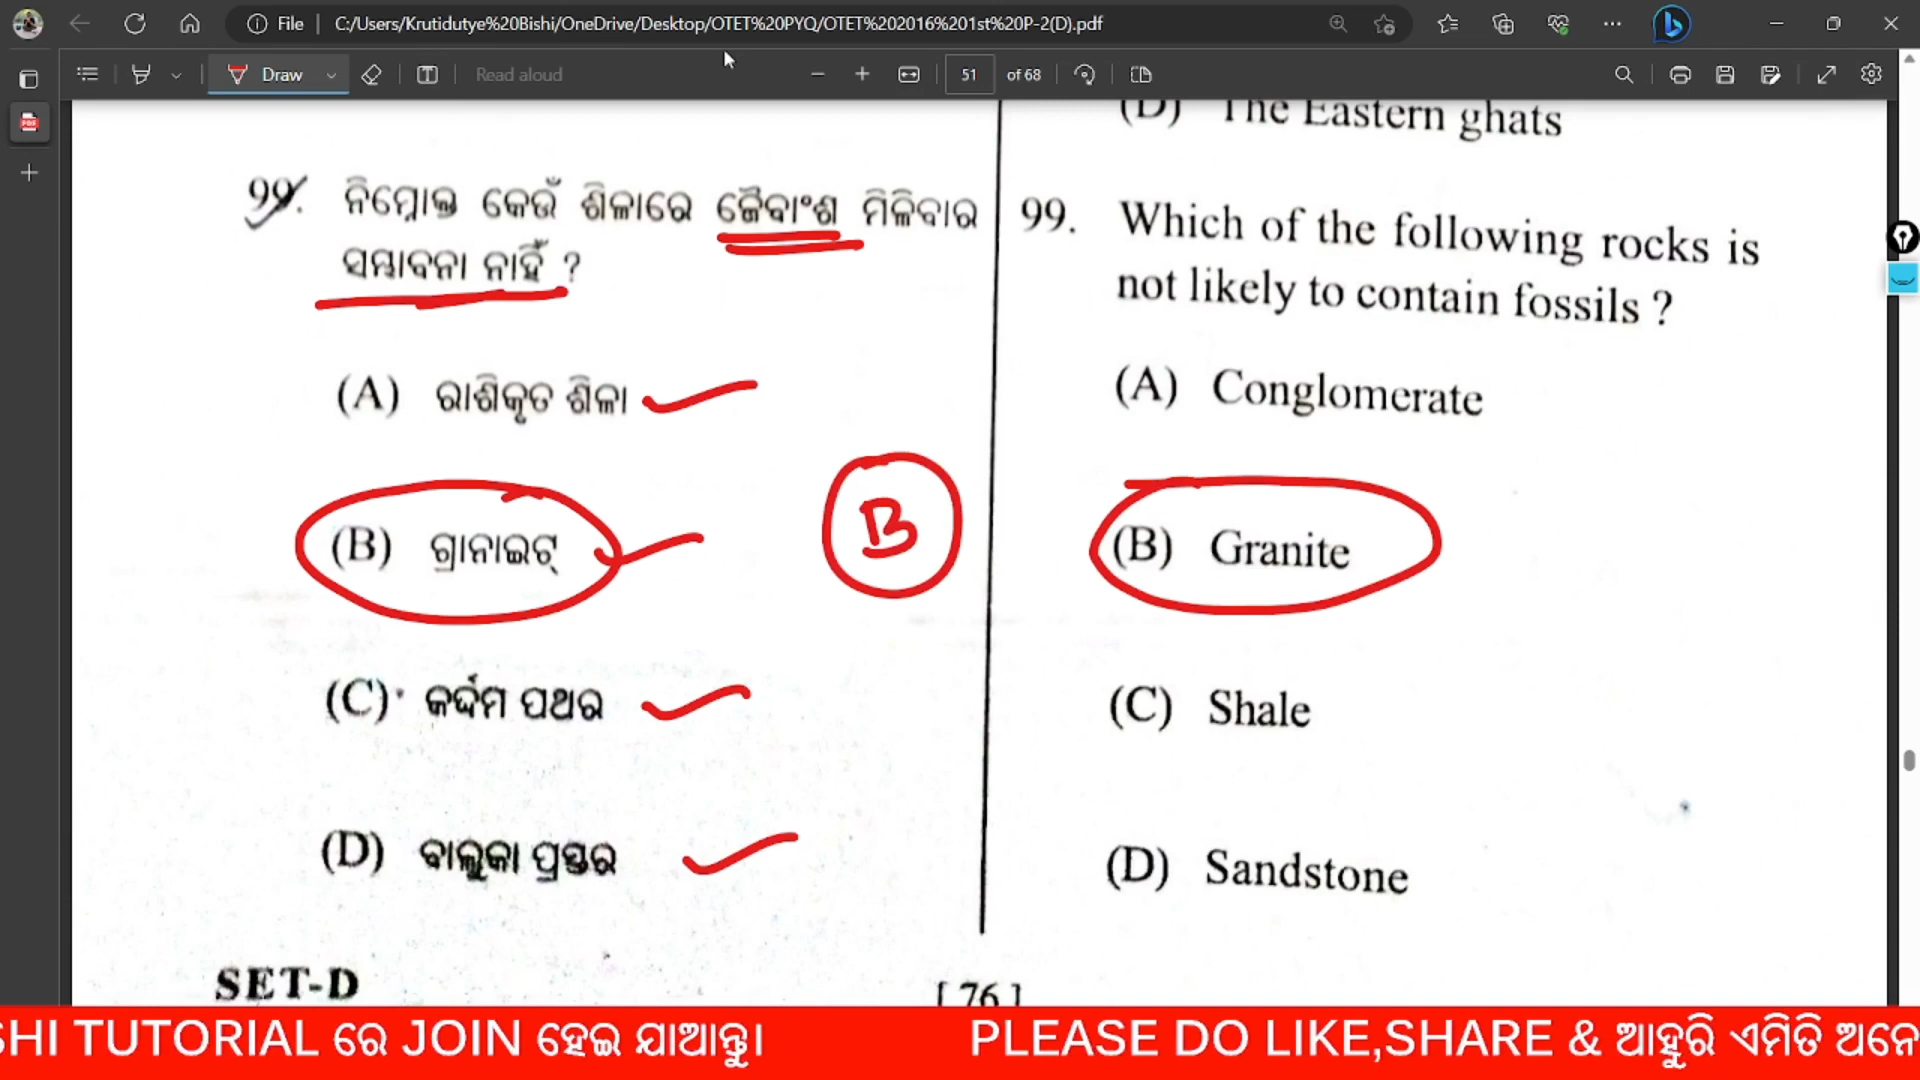 File
C:/Users/Krutidutye%20Bishi/OneDrive/Desktop/OTET%20PYQ/OTET%202016%201st%20P-2(D).pdf
Draw
Read aloud
51
of 68
(D) The Eastern ghats
99. ନିମ୍ନୋକ୍ତ କେଉଁ ଶିଳାରେ ଜୈବାଂଶ ମିଳିବାର
ସମ୍ଭାବନା ନାହିଁ ?
(A) ରାଶିକୃତ ଶିଳା
(B) ଗ୍ରାନାଇଟ୍
B
(C) କର୍ଦ୍ଦମ ପଥର
(D) ବାଲୁକା ପ୍ରସ୍ତର
SET-D
99. Which of the following rocks is
not likely to contain fossils ?
(A) Conglomerate
(B) Granite
(C) Shale
(D) Sandstone
[ 76 ]
SHI TUTORIAL ରେ JOIN ହେଇ ଯାଆନ୍ତୁ।
PLEASE DO LIKE,SHARE & ଆହୁରି ଏମିତି ଅନେ